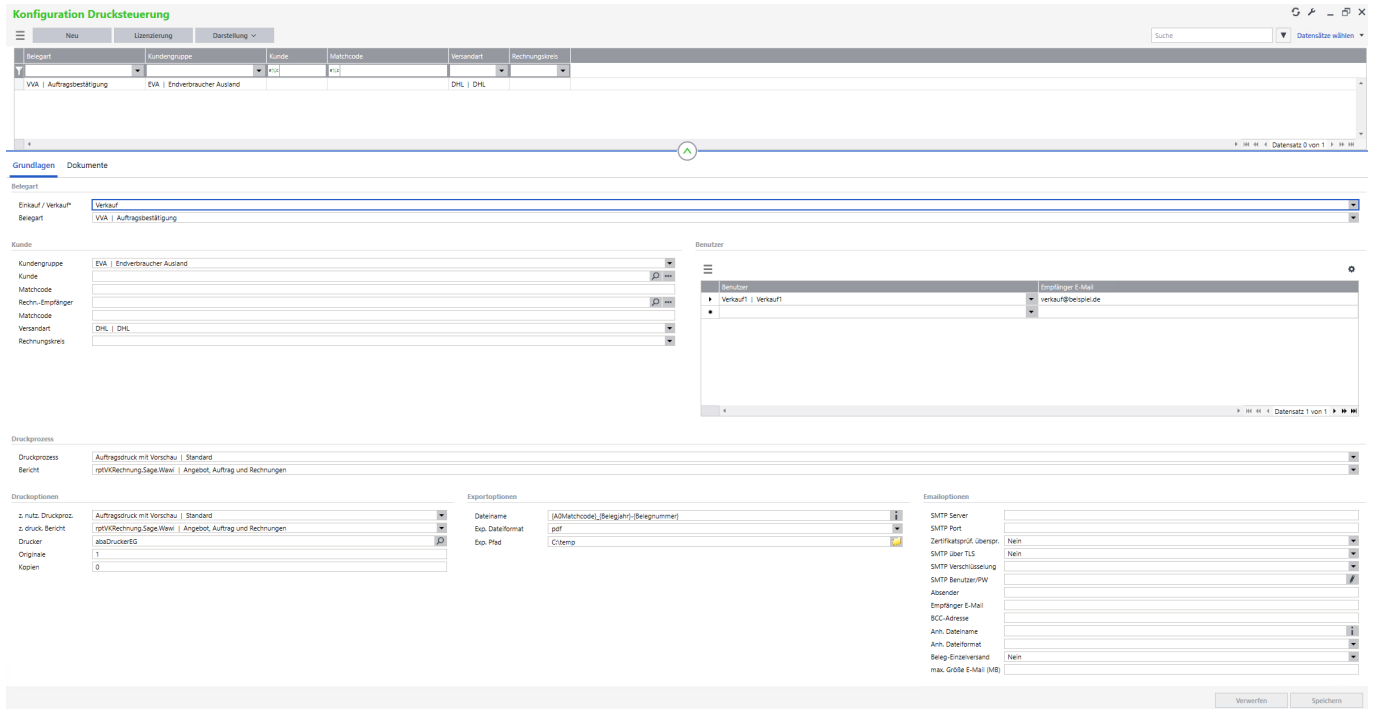 Konfiguration Drucksteuerung
Neu Lizenzierung Darstellung Suche Datensätze wählen
Belegart Kundengruppe Kunde Matchcode Versandart Rechnungskreis
VVA | Auftragsbestätigung EVA | Endverbraucher Ausland DHL | DHL
Datensatz 0 von 1
Grundlagen Dokumente
Belegart
Einkauf / Verkauf* Verkauf
Belegart VVA | Auftragsbestätigung
Kunde Benutzer
Kundengruppe EVA | Endverbraucher Ausland
Kunde
Matchcode
Rechn.-Empfänger
Matchcode
Versandart DHL | DHL
Rechnungskreis
Benutzer Empfänger E-Mail
Verkauf1 | Verkauf1 verkauf@beispiel.de
Datensatz 1 von 1
Druckprozess
Druckprozess Auftragsdruck mit Vorschau | Standard
Bericht rptVKRechnung.Sage.Wawi | Angebot, Auftrag und Rechnungen
Druckoptionen
z. nutz. Druckproz. Auftragsdruck mit Vorschau | Standard
z. druck. Bericht rptVKRechnung.Sage.Wawi | Angebot, Auftrag und Rechnungen
Drucker abaDruckerEG
Originale 1
Kopien 0
Exportoptionen
Dateiname {A0Matchcode}_{Belegjahr}-{Belegnummer}
Exp. Dateiformat pdf
Exp. Pfad C:\temp
Emailoptionen
SMTP Server
SMTP Port
Zertifikatsprüf. überspr. Nein
SMTP über TLS Nein
SMTP Verschlüsselung
SMTP Benutzer/PW
Absender
Empfänger E-Mail
BCC-Adresse
Anh. Dateiname
Anh. Dateiformat
Beleg-Einzelversand Nein
max. Größe E-Mail (MB)
Verwerfen Speichern